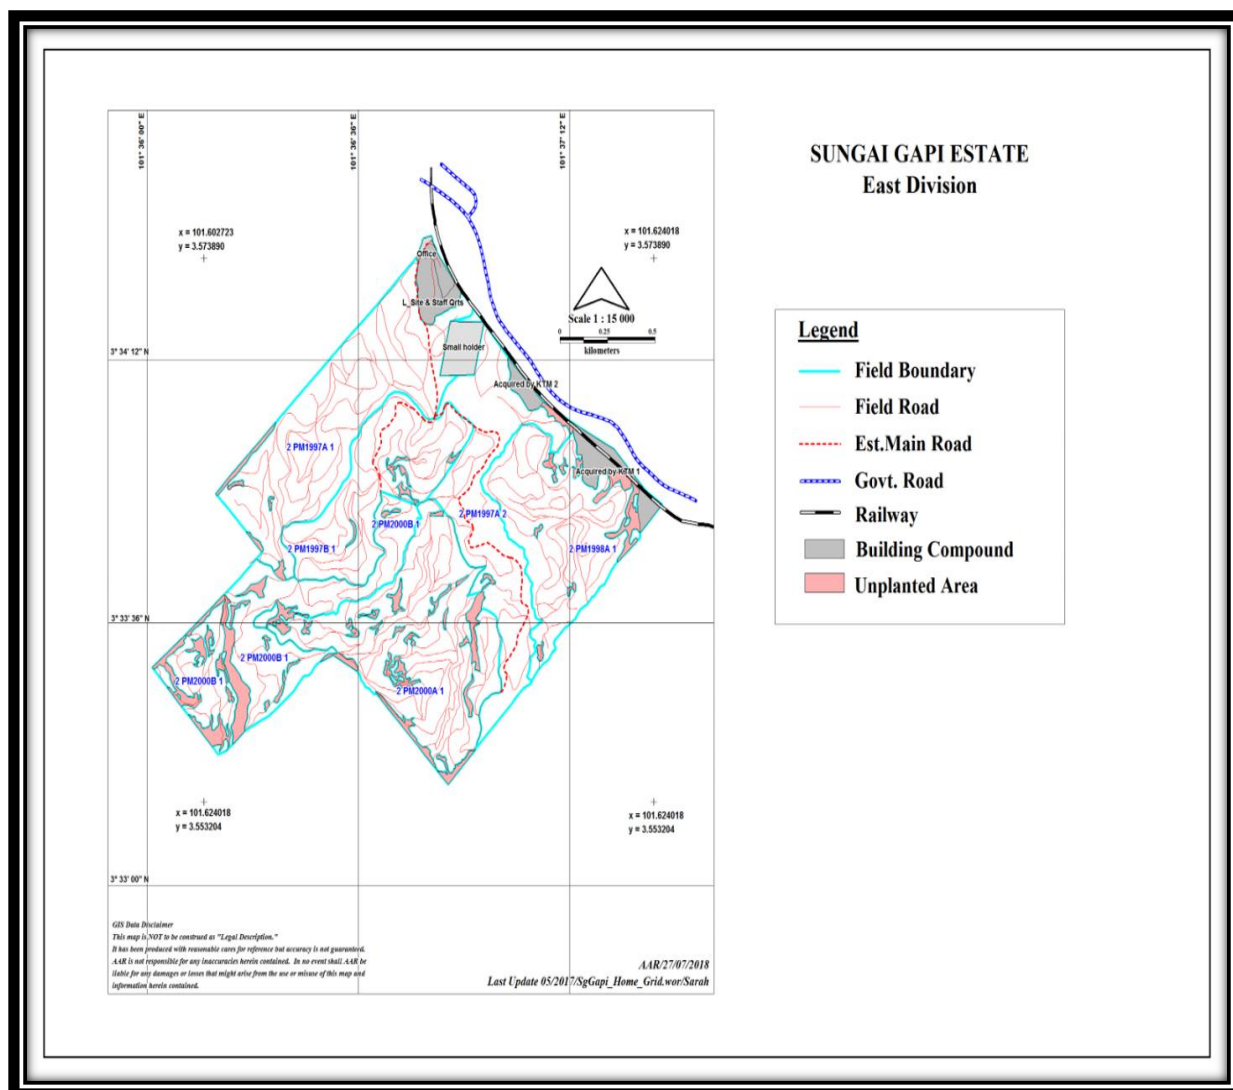 SUNGAI GAPI ESTATE
East Division
101° 36' 00" E
101° 36' 36" E
101° 37' 12" E
x = 101.602723
y = 3.573890
x = 101.624018
y = 3.573890
Office
L_Site & Staff Qrts
Small holder
Scale 1 : 15 000
0 0.25 0.5
kilometers
3° 34' 12" N
Acquired by KTM 2
2 PM1997A 1
Acquired by KTM 1
2 PM1997A 2
2 PM2000B 1
2 PM1997B 1
2 PM1998A 1
3° 33' 36" N
2 PM2000B 1
2 PM2000B 1
2 PM2000A 1
x = 101.624018
y = 3.553204
x = 101.624018
y = 3.553204
3° 33' 00" N
Legend
Field Boundary
Field Road
Est.Main Road
Govt. Road
Railway
Building Compound
Unplanted Area
GIS Data Disclaimer
This map is NOT to be construed as "Legal Description."
It has been produced with reasonable cares for reference but accuracy is not guaranteed.
AAR is not responsible for any inaccuracies herein contained. In no event shall AAR be
liable for any damages or losses that might arise from the use or misuse of this map and
information herein contained.
AAR/27/07/2018
Last Update 05/2017/SgGapi_Home_Grid.wor/Sarah